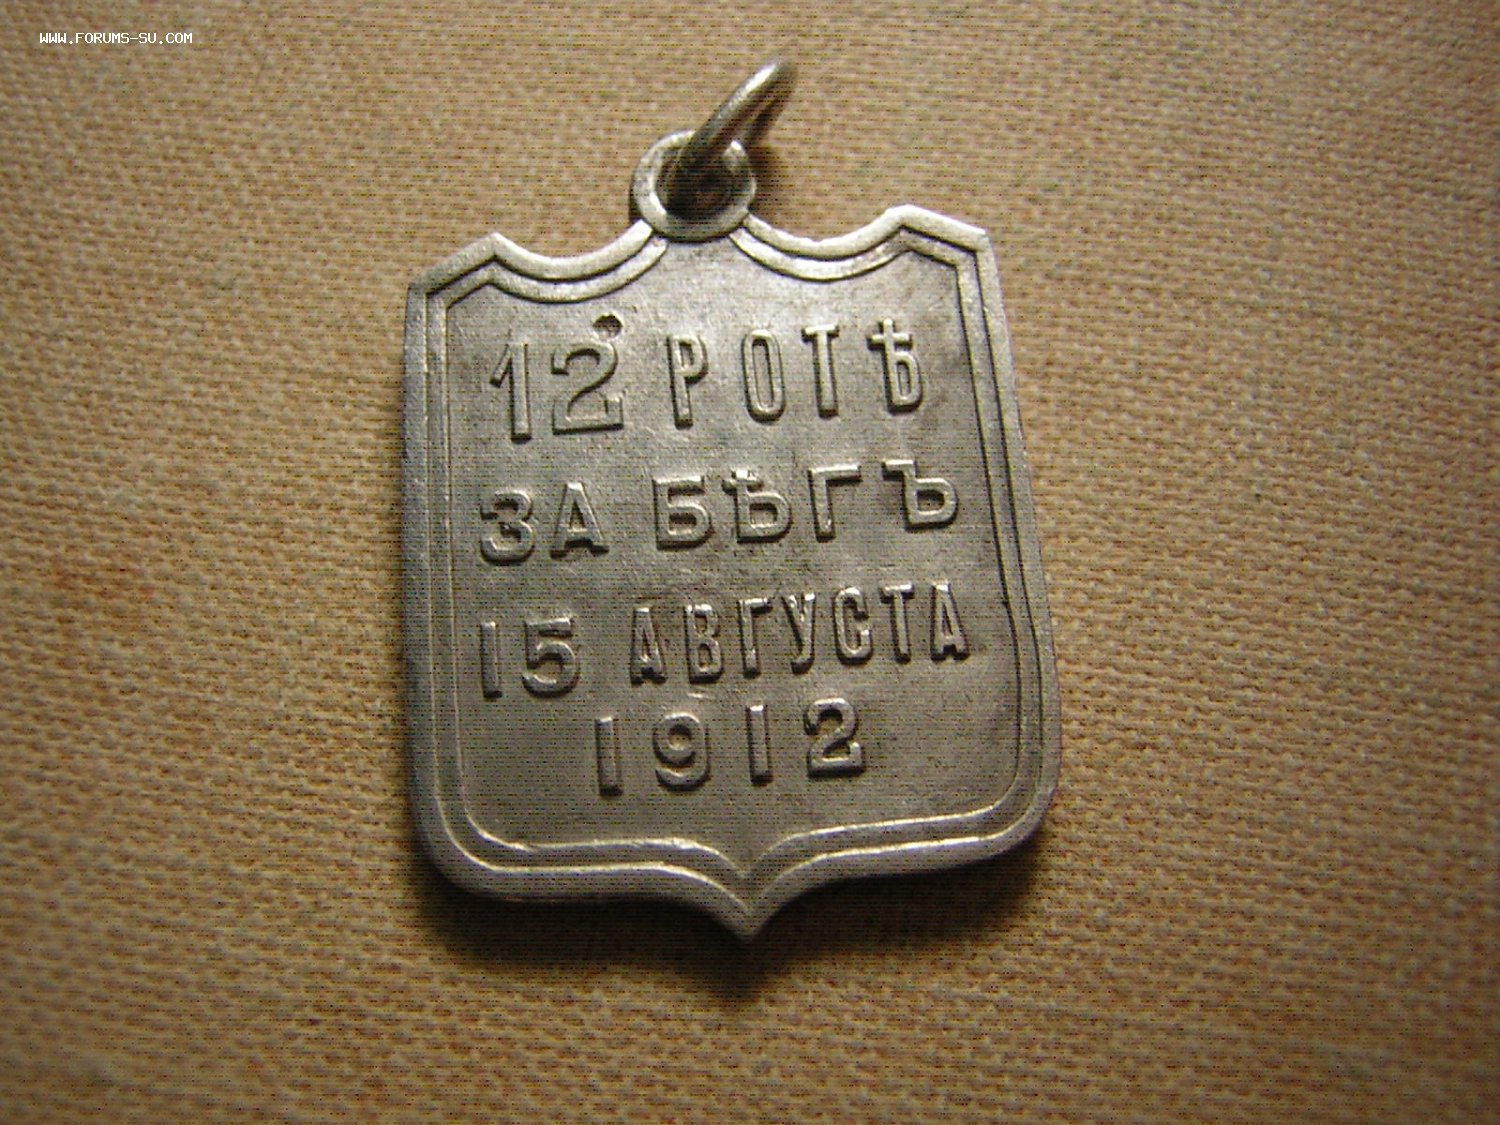 WWW.FORUMS-SU.COM
12 РОТѢ
ЗА БѢГЪ
15 АВГУСТА
1912